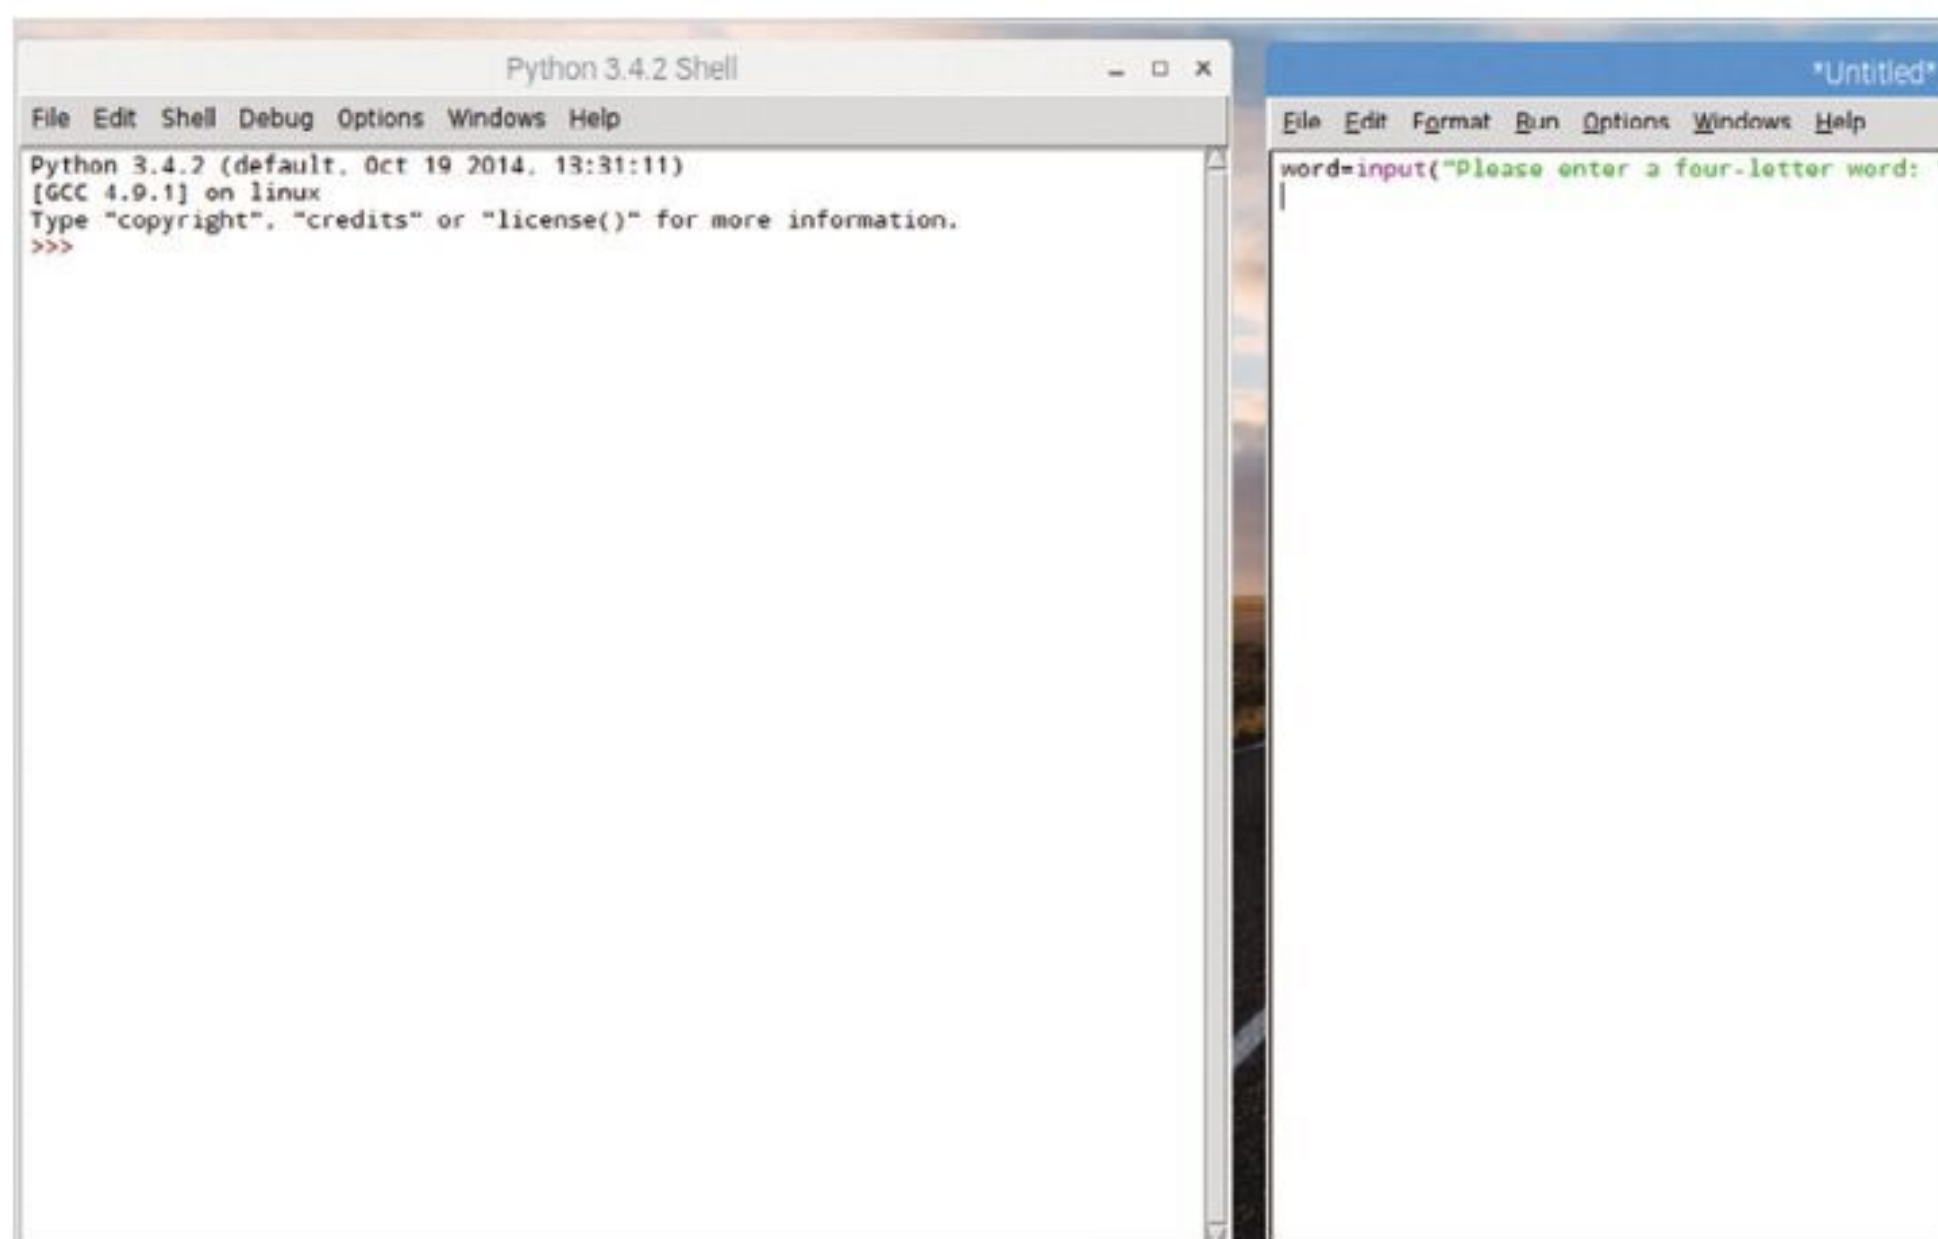 Python 3.4.2 Shell
File Edit Shell Debug Options Windows Help
Python 3.4.2 (default, Oct 19 2014, 13:31:11)
[GCC 4.9.1] on linux
Type "copyright", "credits" or "license()" for more information.
>>>
*Untitled*
File Edit Format Run Options Windows Help
word=input("Please enter a four-letter word: